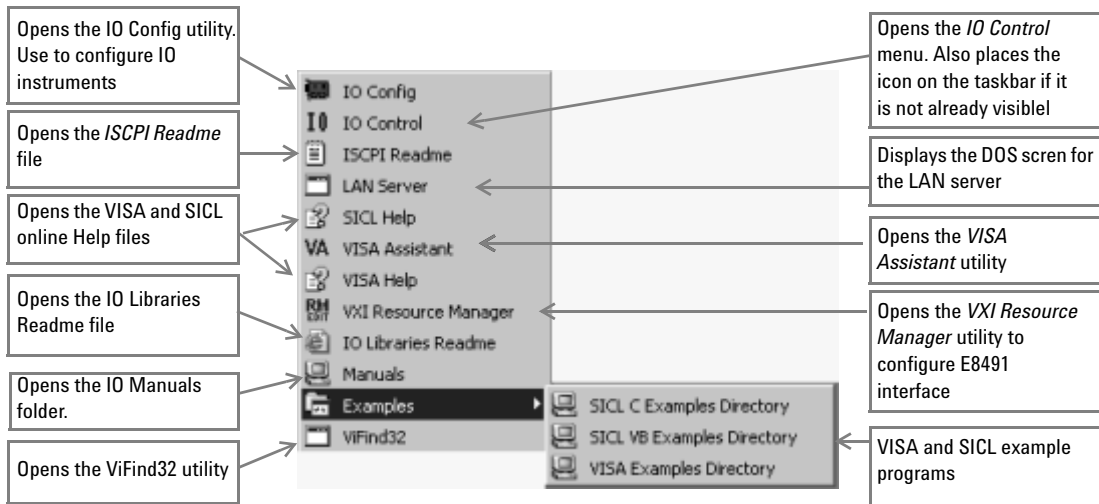 Opens the IO Config utility.
Use to configure IO
instruments
Opens the ISCPI Readme
file
Opens the VISA and SICL
online Help files
Opens the IO Libraries
Readme file
Opens the IO Manuals
folder.
Opens the ViFind32 utility
IO Config
IO IO Control
ISCPI Readme
LAN Server
SICL Help
VA VISA Assistant
VISA Help
RM EDIT VXI Resource Manager
IO Libraries Readme
Manuals
Examples
ViFind32
SICL C Examples Directory
SICL VB Examples Directory
VISA Examples Directory
Opens the IO Control
menu. Also places the
icon on the taskbar if it
is not already visiblel
Displays the DOS scren for
the LAN server
Opens the VISA
Assistant utility
Opens the VXI Resource
Manager utility to
configure E8491
interface
VISA and SICL example
programs